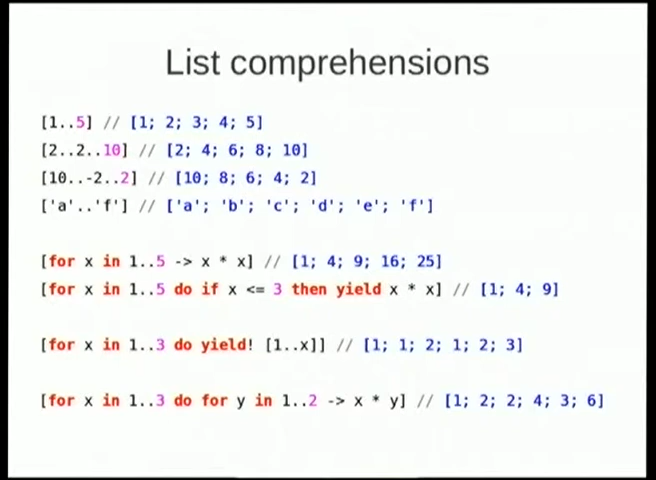 List comprehensions
[1..5] // [1; 2; 3; 4; 5]
[2..2..10] // [2; 4; 6; 8; 10]
[10..-2..2] // [10; 8; 6; 4; 2]
['a'..'f'] // ['a'; 'b'; 'c'; 'd'; 'e'; 'f']
[for x in 1..5 -> x * x] // [1; 4; 9; 16; 25]
[for x in 1..5 do if x <= 3 then yield x * x] // [1; 4; 9]
[for x in 1..3 do yield! [1..x]] // [1; 1; 2; 1; 2; 3]
[for x in 1..3 do for y in 1..2 -> x * y] // [1; 2; 2; 4; 3; 6]